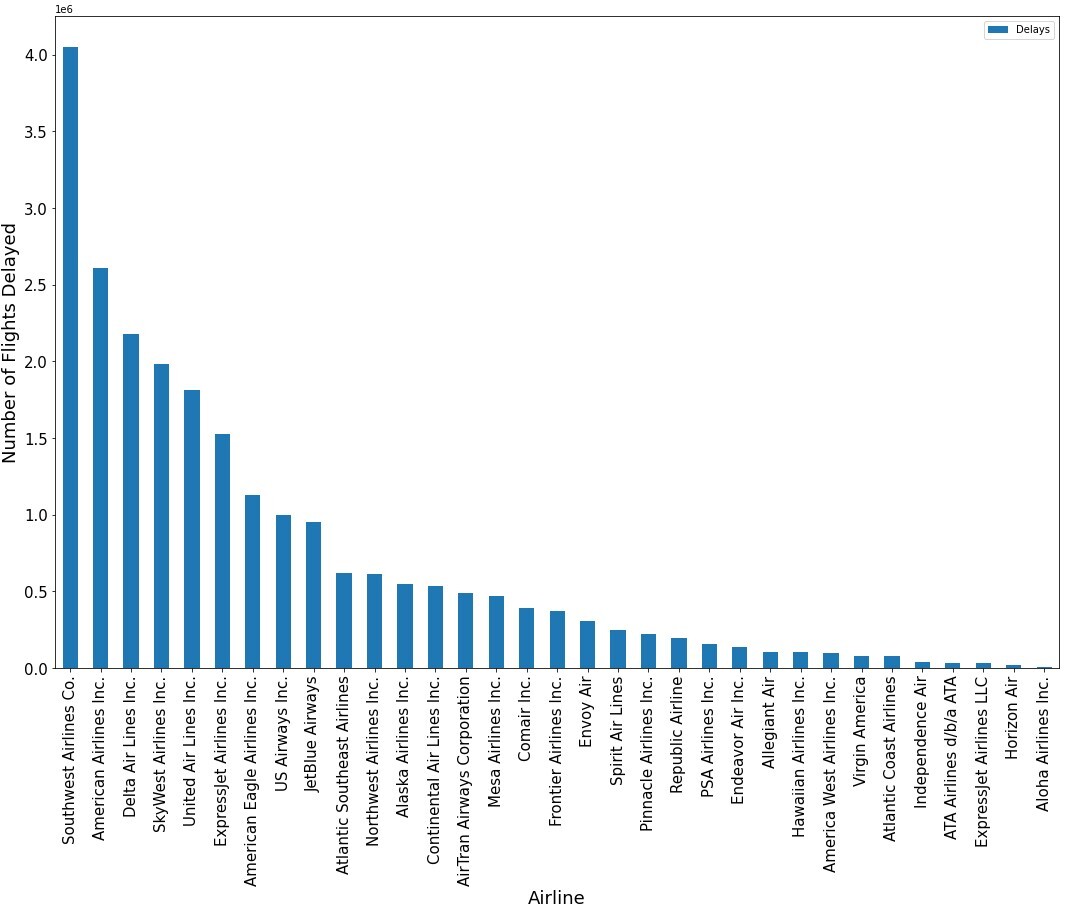 1e6
Delays
4.0
3.5
3.0
2.5
2.0
1.5
1.0
0.5
0.0
Number of Flights Delayed
Southwest Airlines Co.
American Airlines Inc.
Delta Air Lines Inc.
SkyWest Airlines Inc.
United Air Lines Inc.
ExpressJet Airlines Inc.
American Eagle Airlines Inc.
US Airways Inc.
JetBlue Airways
Atlantic Southeast Airlines
Northwest Airlines Inc.
Alaska Airlines Inc.
Continental Air Lines Inc.
AirTran Airways Corporation
Mesa Airlines Inc.
Comair Inc.
Frontier Airlines Inc.
Envoy Air
Spirit Air Lines
Pinnacle Airlines Inc.
Republic Airline
PSA Airlines Inc.
Endeavor Air Inc.
Allegiant Air
Hawaiian Airlines Inc.
America West Airlines Inc.
Virgin America
Atlantic Coast Airlines
Independence Air
ATA Airlines d/b/a ATA
ExpressJet Airlines LLC
Horizon Air
Aloha Airlines Inc.
Airline